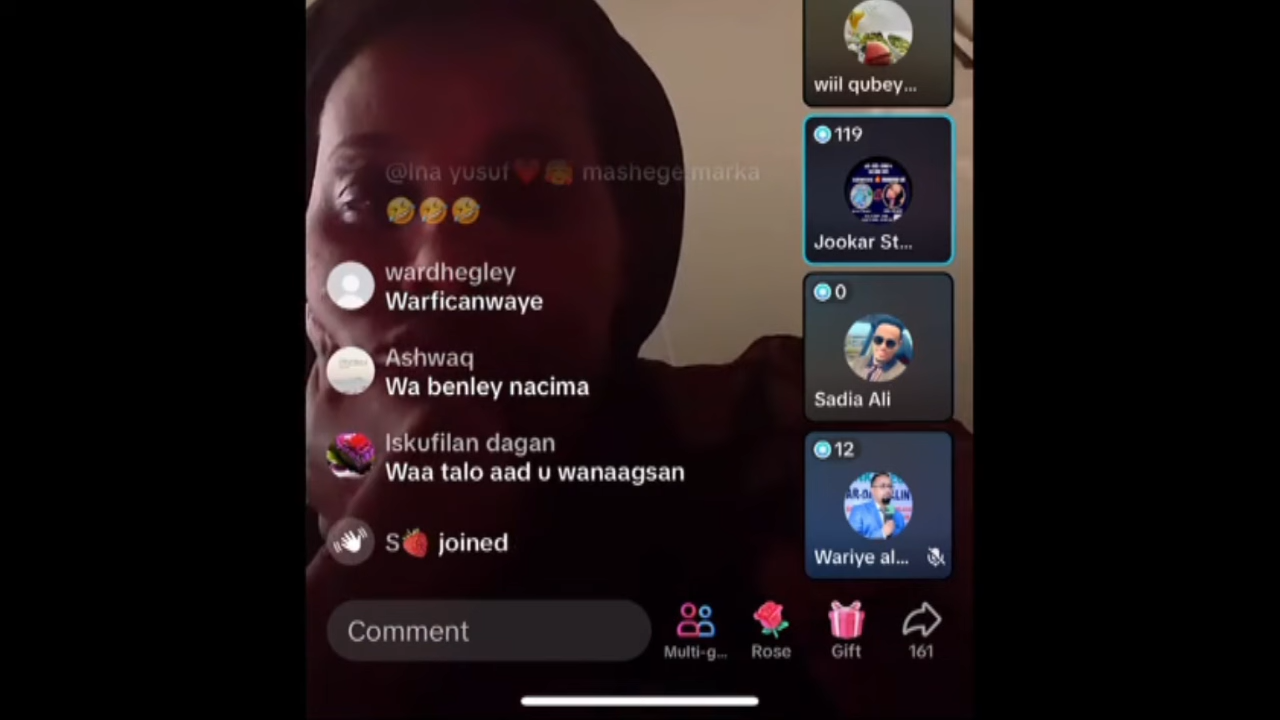 wiil qubey...
119
@Ina yusuf❤️🥰 mashege marka
🤣🤣🤣
Jookar St...
wardhegley
Warficanwaye
0
Ashwaq
Wa benley nacima
Sadia Ali
Iskufilan dagan
Waa talo aad u wanaagsan
12
S🍓 joined
Wariye al...
Comment
Multi-g...
Rose
Gift
161